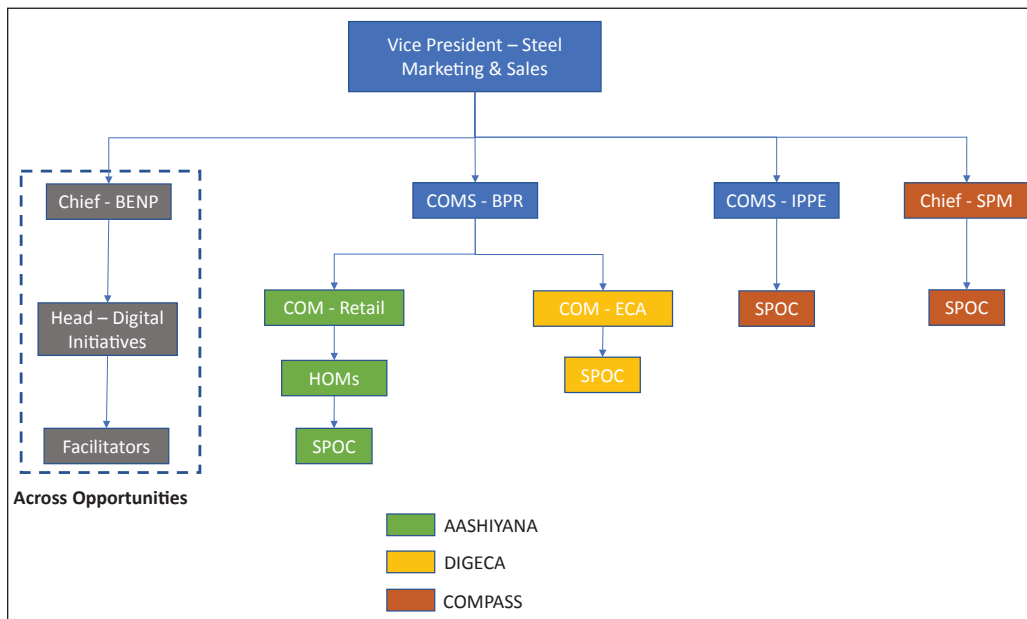 Vice President – Steel
Marketing & Sales
Chief - BENP
COMS - BPR
COMS - IPPE
Chief - SPM
COM - Retail
COM - ECA
SPOC
SPOC
Head – Digital
Initiatives
HOMs
SPOC
Facilitators
SPOC
Across Opportunities
AASHIYANA
DIGECA
COMPASS